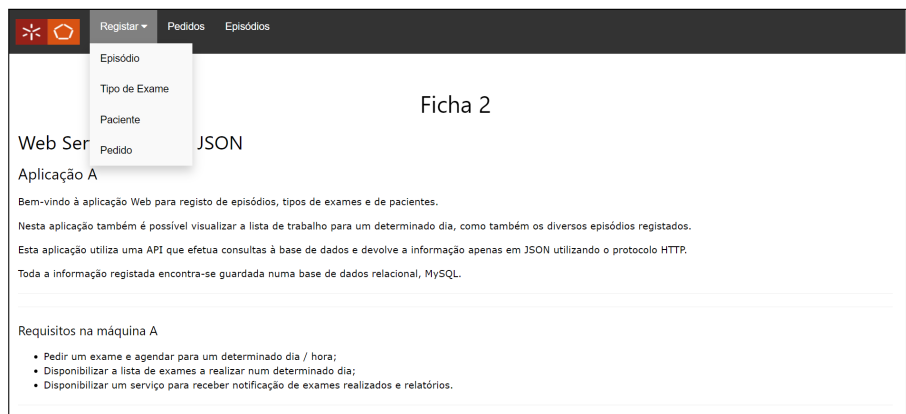 Registar Pedidos Episódios
Episódio
Tipo de Exame
Paciente
Pedido
Ficha 2
Web Ser JSON
Aplicação A
Bem-vindo à aplicação Web para registo de episódios, tipos de exames e de pacientes.
Nesta aplicação também é possível visualizar a lista de trabalho para um determinado dia, como também os diversos episódios registados.
Esta aplicação utiliza uma API que efetua consultas à base de dados e devolve a informação apenas em JSON utilizando o protocolo HTTP.
Toda a informação registada encontra-se guardada numa base de dados relacional, MySQL.
Requisitos na máquina A
• Pedir um exame e agendar para um determinado dia / hora;
• Disponibilizar a lista de exames a realizar num determinado dia;
• Disponibilizar um serviço para receber notificação de exames realizados e relatórios.